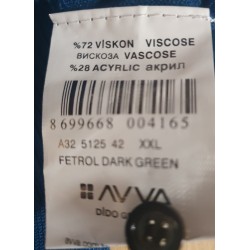 %72 VİSKON VISCOSE
ВИСКОЗА VASCOSE
%28 ACYRLIC акрил
8 699668 004165
A32 5125 42 XXL
FETROL DARK GREEN
AVVA